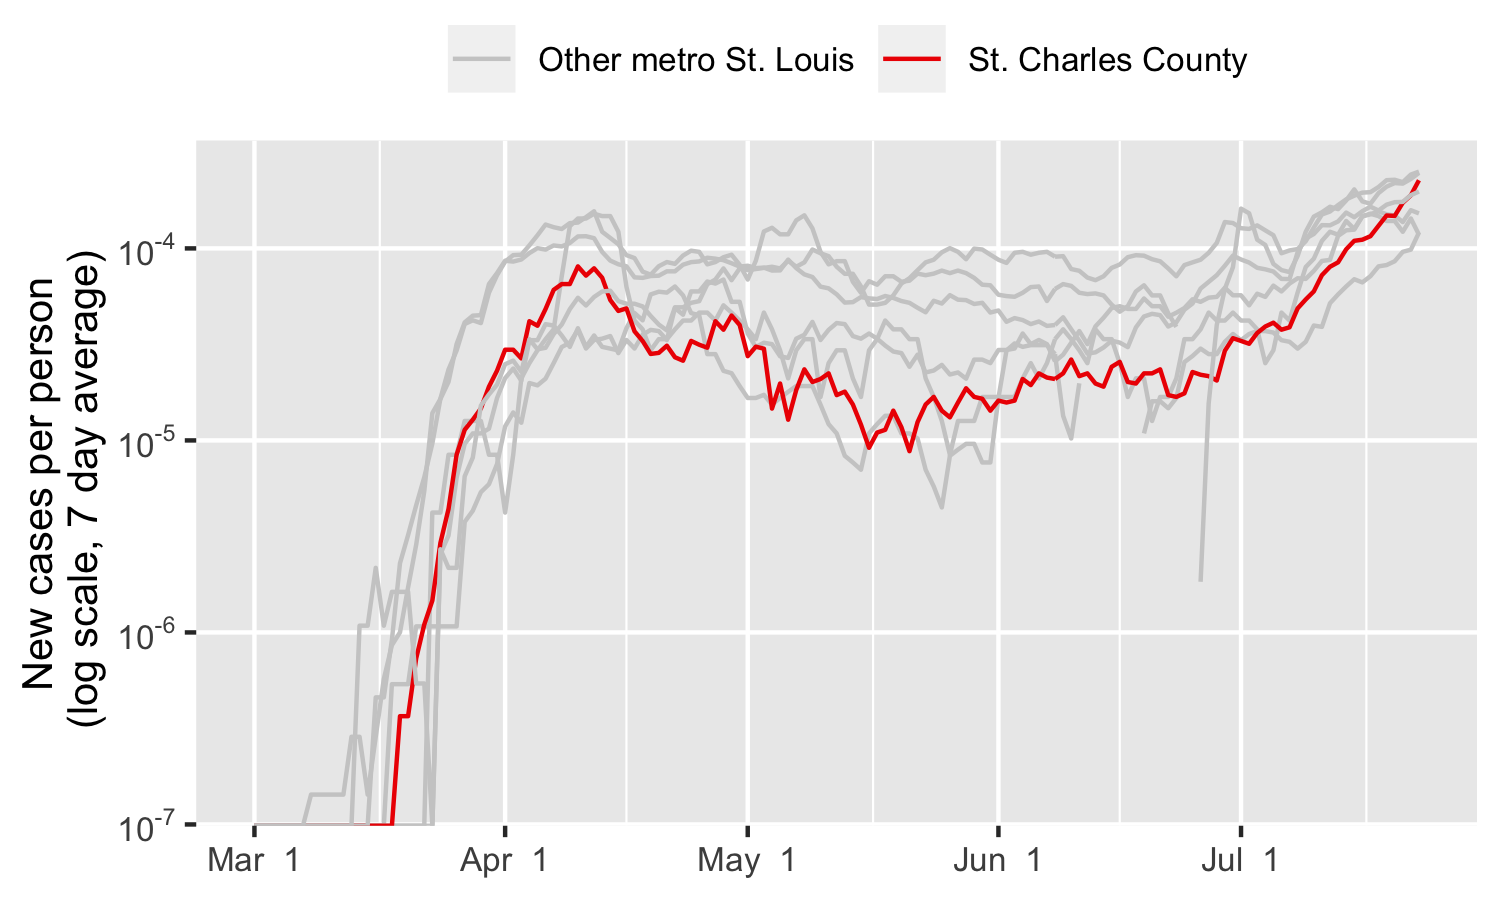 Other metro St. Louis
St. Charles County
New cases per person
(log scale, 7 day average)
10-4
10-5
10-6
10-7
Mar 1
Apr 1
May 1
Jun 1
Jul 1